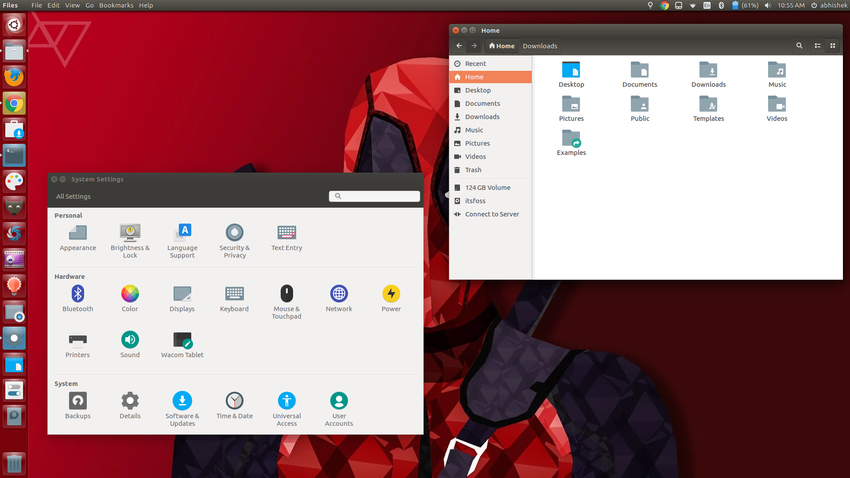 Files File Edit View Go Bookmarks Help En (61%) 10:55 AM abhishek
Home
Home Downloads
Recent
Home
Desktop
Documents
Downloads
Music
Pictures
Videos
Trash
124 GB Volume
itsfoss
Connect to Server
Desktop Documents Downloads Music
Pictures Public Templates Videos
Examples
System Settings
All Settings
Personal
Appearance Brightness & Lock Language Support Security & Privacy Text Entry
Hardware
Bluetooth Color Displays Keyboard Mouse & Touchpad Network Power
Printers Sound Wacom Tablet
System
Backups Details Software & Updates Time & Date Universal Access User Accounts